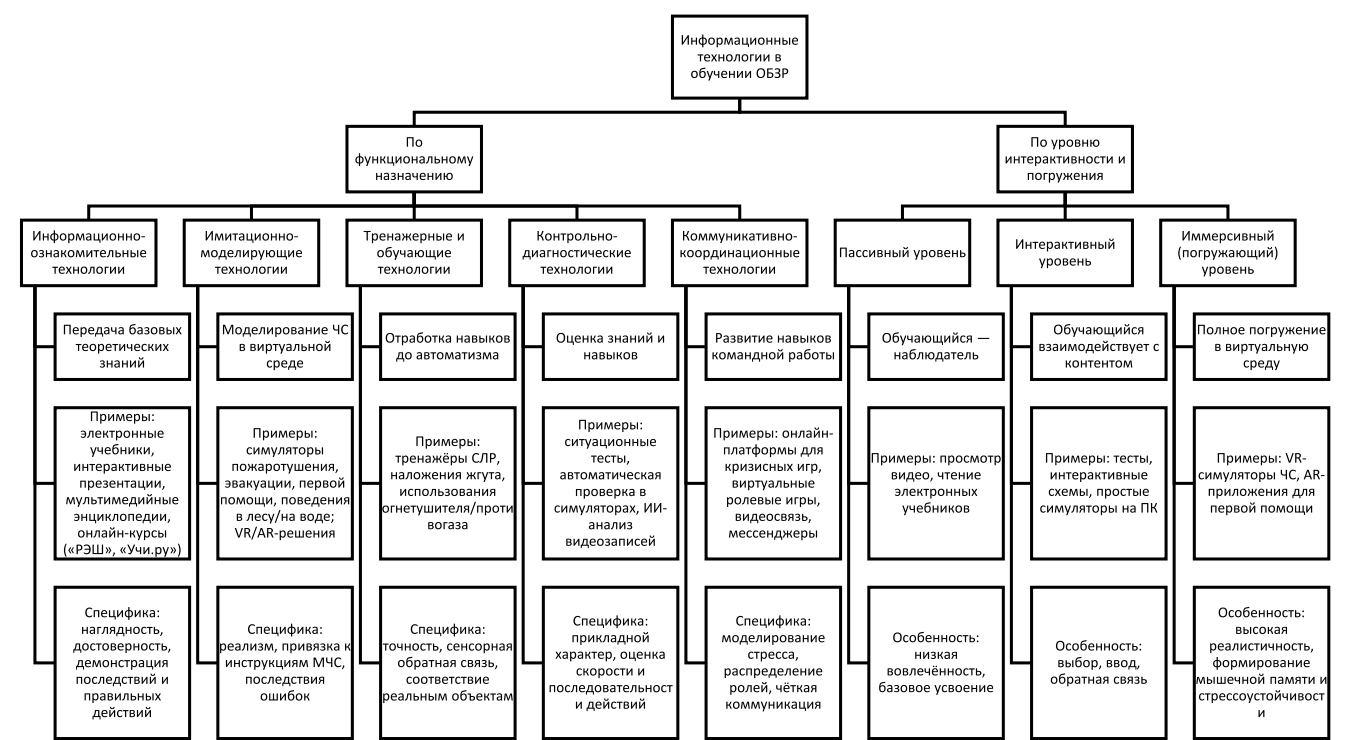 Информационные
технологии в
обучении ОБЗР
По
функциональному
назначению
По уровню
интерактивности и
погружения
Информационно-
ознакомительные
технологии
Имитационно-
моделирующие
технологии
Тренажерные и
обучающие
технологии
Контрольно-
диагностические
технологии
Коммуникативно-
координационные
технологии
Пассивный уровень
Интерактивный
уровень
Иммерсивный
(погружающий)
уровень
Передача базовых
теоретических
знаний
Моделирование ЧС
в виртуальной
среде
Отработка навыков
до автоматизма
Оценка знаний и
навыков
Развитие навыков
командной работы
Обучающийся —
наблюдатель
Обучающийся
взаимодействует с
контентом
Полное погружение
в виртуальную
среду
Примеры:
электронные
учебники,
интерактивные
презентации,
мультимедийные
энциклопедии,
онлайн-курсы
(«РЭШ», «Учи.ру»)
Примеры:
симуляторы
пожаротушения,
эвакуации, первой
помощи, поведения
в лесу/на воде;
VR/AR-решения
Примеры:
тренажёры СЛР,
наложения жгута,
использования
огнетушителя/проти
вогаза
Примеры:
ситуационные
тесты,
автоматическая
проверка в
симуляторах, ИИ-
анализ
видеозаписей
Примеры: онлайн-
платформы для
кризисных игр,
виртуальные
ролевые игры,
видеосвязь,
мессенджеры
Примеры: просмотр
видео, чтение
электронных
учебников
Примеры: тесты,
интерактивные
схемы, простые
симуляторы на ПК
Примеры: VR-
симуляторы ЧС, AR-
приложения для
первой помощи
Специфика:
наглядность,
достоверность,
демонстрация
последствий и
правильных
действий
Специфика:
реализм, привязка к
инструкциям МЧС,
последствия
ошибок
Специфика:
точность, сенсорная
обратная связь,
соответствие
реальным объектам
Специфика:
прикладной
характер, оценка
скорости и
последовательност
и действий
Специфика:
моделирование
стресса,
распределение
ролей, чёткая
коммуникация
Особенность:
низкая
вовлечённость,
базовое усвоение
Особенность:
выбор, ввод,
обратная связь
Особенность:
высокая
реалистичность,
формирование
мышечной памяти и
стрессоустойчивост
и